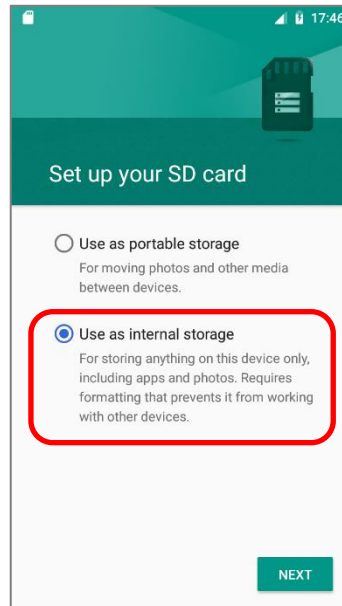 17:46
Set up your SD card
Use as portable storage
For moving photos and other media
between devices.
Use as internal storage
For storing anything on this device only,
including apps and photos. Requires
formatting that prevents it from working
with other devices.
NEXT